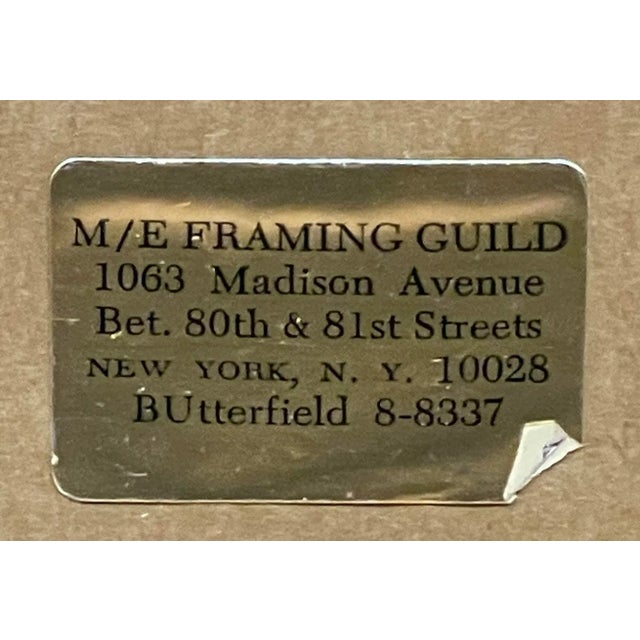 M/E FRAMING GUILD
1063 Madison Avenue
Bet. 80th & 81st Streets
NEW YORK, N. Y. 10028
BUtterfield 8-8337